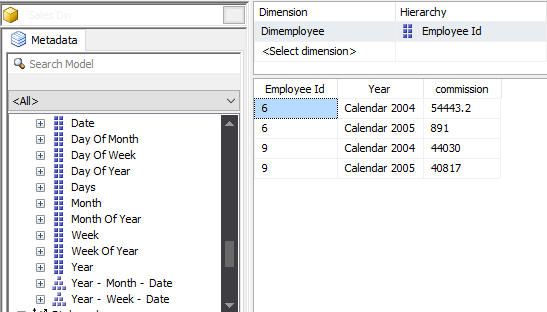 Sales Dw
Metadata
Search Model
<All>
Date
Day Of Month
Day Of Week
Day Of Year
Days
Month
Month Of Year
Week
Week Of Year
Year
Year - Month - Date
Year - Week - Date
Dimension Hierarchy
Dimemployee Employee Id
<Select dimension>
Employee Id Year commission
6 Calendar 2004 54443.2
6 Calendar 2005 891
9 Calendar 2004 44030
9 Calendar 2005 40817